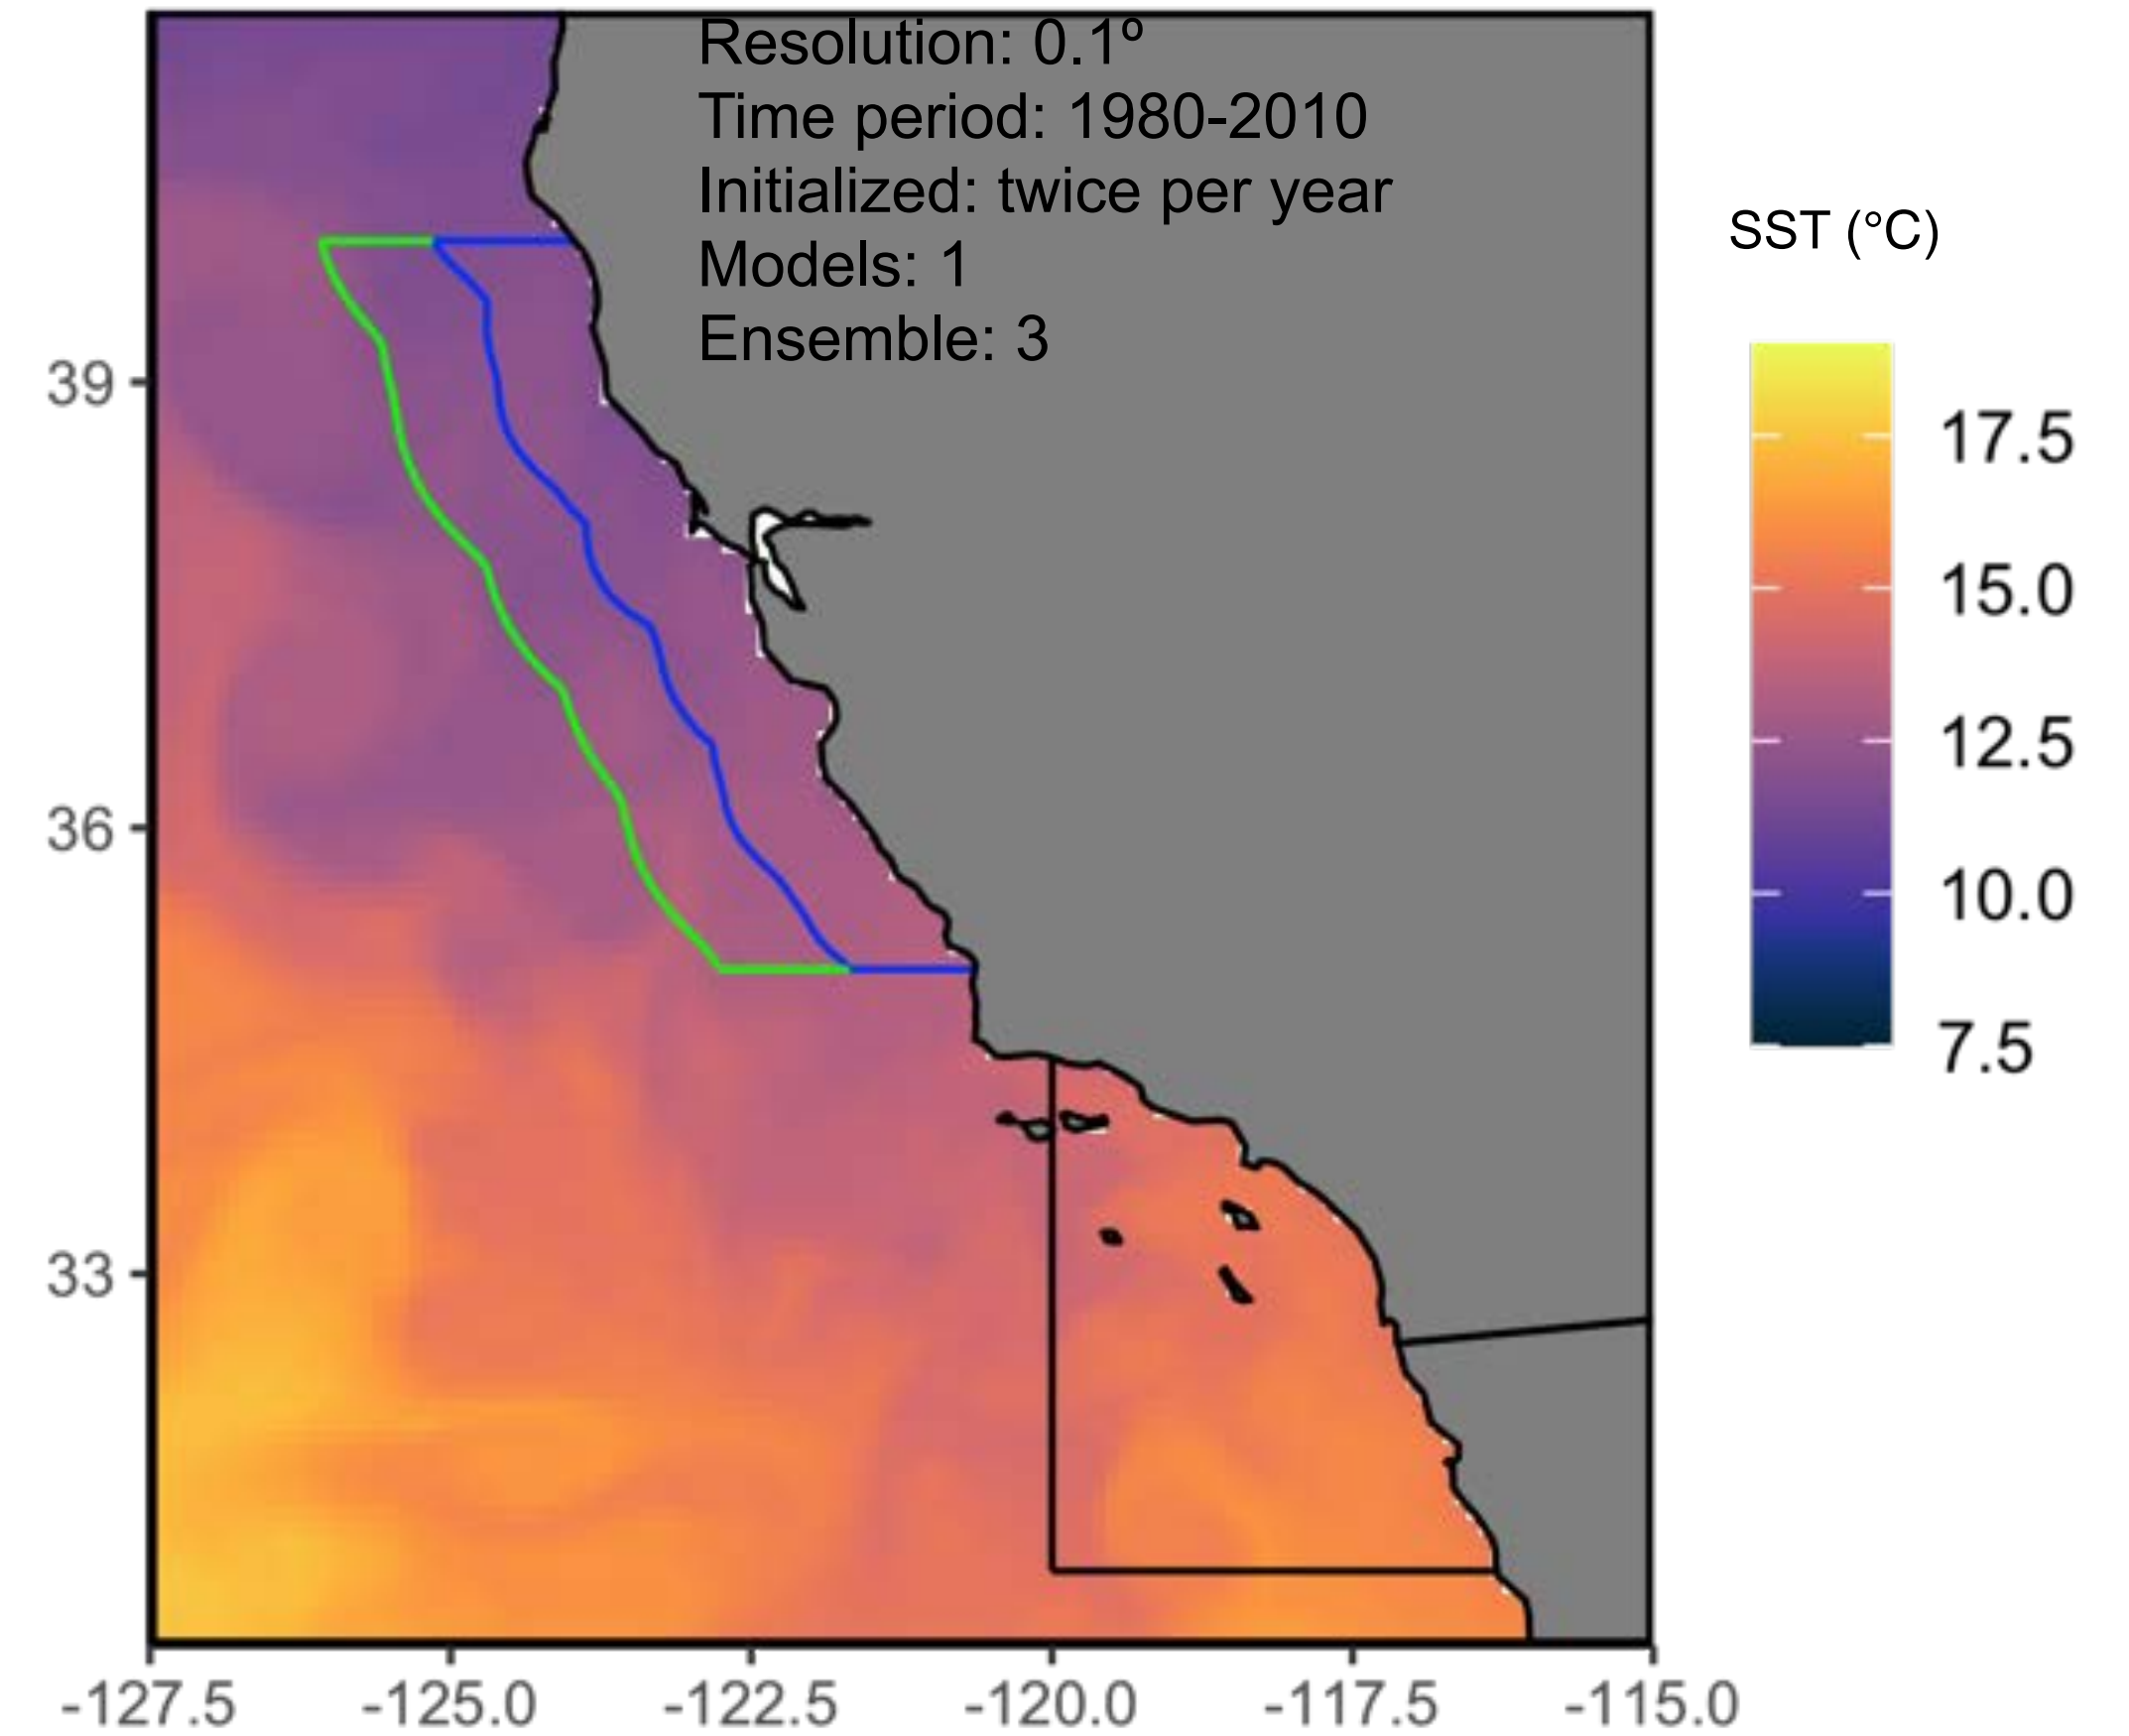 Resolution: 0.1º
Time period: 1980-2010
Initialized: twice per year
Models: 1
Ensemble: 3
SST (°C)
17.5
15.0
12.5
10.0
7.5
39
36
33
-127.5 -125.0 -122.5 -120.0 -117.5 -115.0